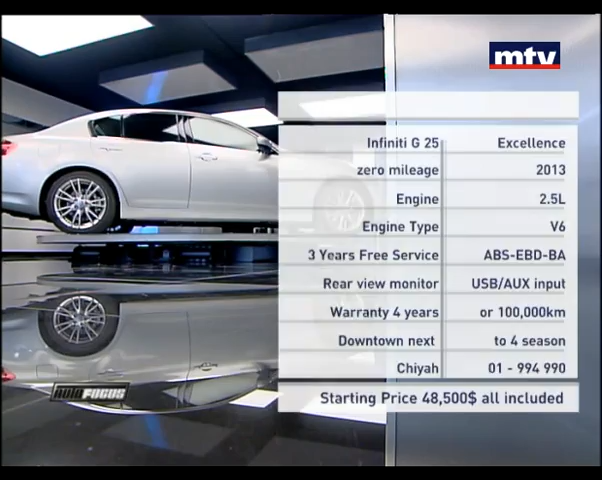 mtv
Infiniti G 25 Excellence
zero mileage 2013
Engine 2.5L
Engine Type V6
3 Years Free Service ABS-EBD-BA
Rear view monitor USB/AUX input
Warranty 4 years or 100,000km
Downtown next to 4 season
Chiyah 01 - 994 990
AUTO FOCUS
Starting Price 48,500$ all included